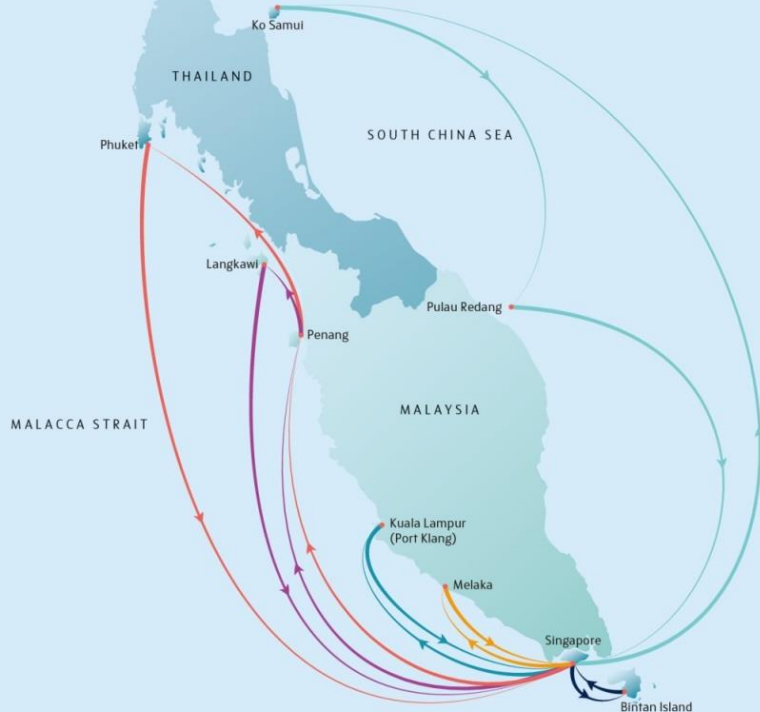 Ko Samui
THAILAND
SOUTH CHINA SEA
Phuket
Langkawi
Pulau Redang
Penang
MALAYSIA
MALACCA STRAIT
Kuala Lampur
(Port Klang)
Melaka
Singapore
Bintan Island